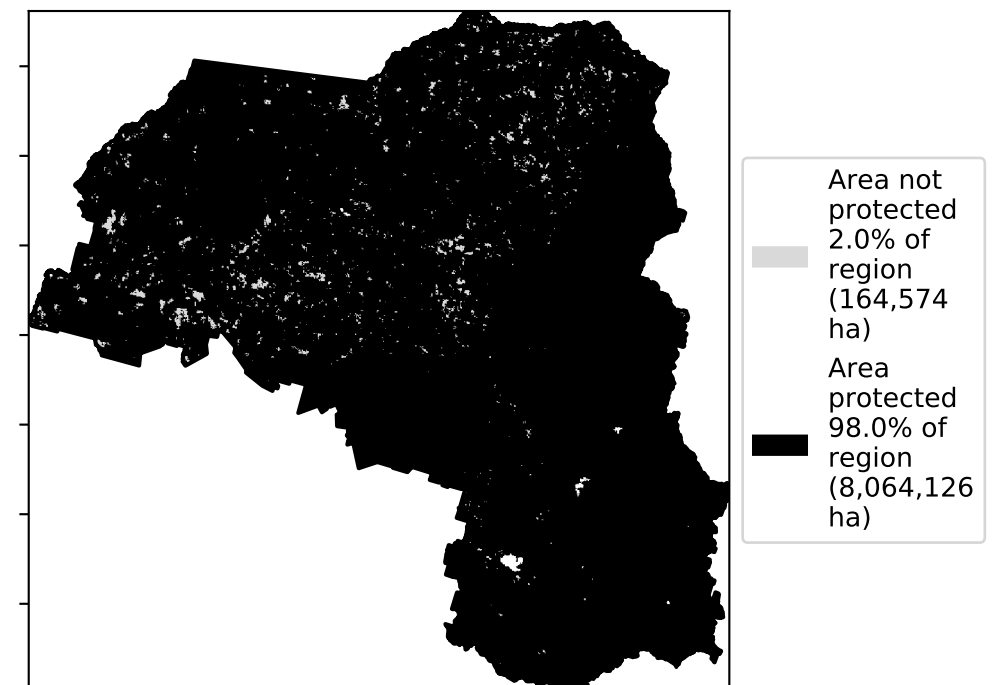 Area not
protected
2.0% of
region
(164,574
ha)
Area
protected
98.0% of
region
(8,064,126
ha)